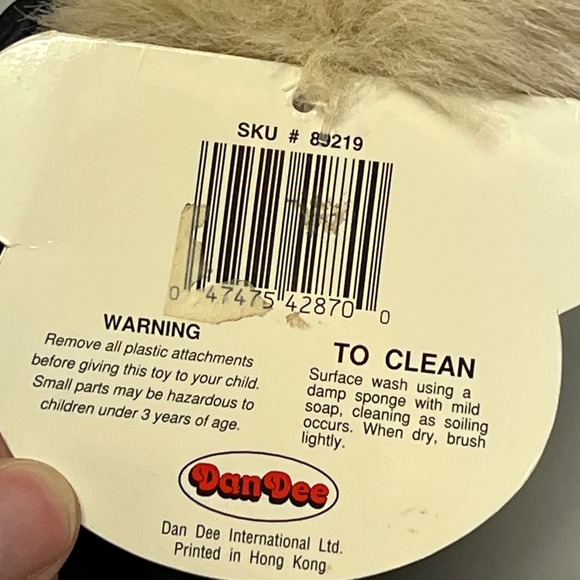 SKU # 89219
0 47475 42870 0
WARNING
Remove all plastic attachments
before giving this toy to your child.
Small parts may be hazardous to
children under 3 years of age.
TO CLEAN
Surface wash using a
damp sponge with mild
soap, cleaning as soiling
occurs. When dry, brush
lightly.
DanDee
Dan Dee International Ltd.
Printed in Hong Kong